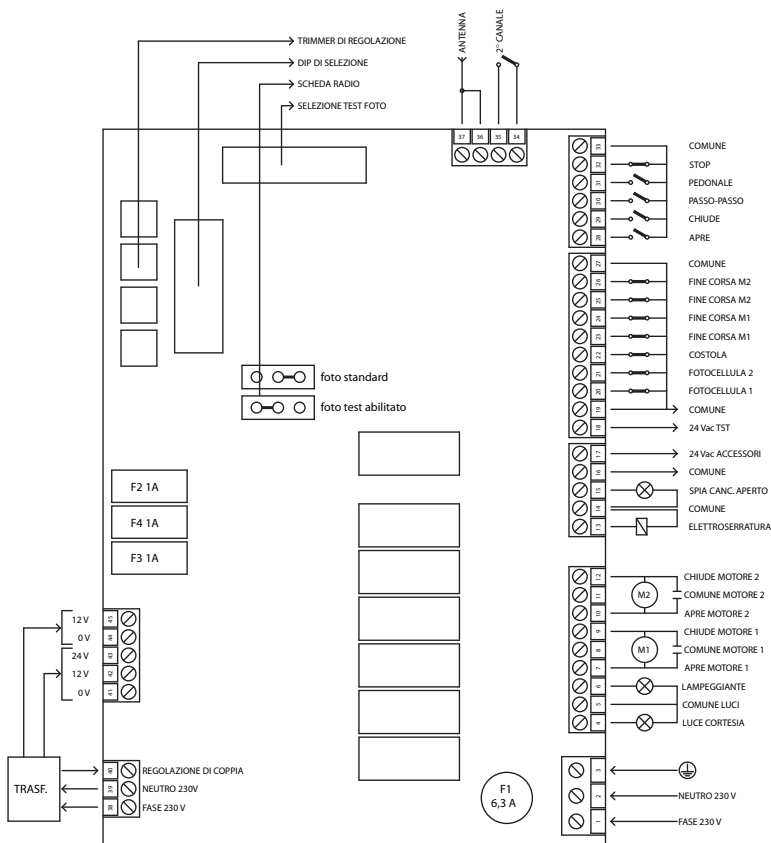 TRIMMER DI REGOLAZIONE
DIP DI SELEZIONE
SCHEDA RADIO
SELEZIONE TEST FOTO
ANTENNA
2° CANALE
37 36 35 34
33 COMUNE
32 STOP
31 PEDONALE
30 PASSO-PASSO
29 CHIUDE
28 APRE
27 COMUNE
26 FINE CORSA M2
25 FINE CORSA M2
24 FINE CORSA M1
23 FINE CORSA M1
22 COSTOLA
21 FOTOCELLULA 2
20 FOTOCELLULA 1
19 COMUNE
18 24 Vac TST
17 24 Vac ACCESSORI
16 COMUNE
15 SPIA CANC. APERTO
14 COMUNE
13 ELETTROSERRATURA
12 CHIUDE MOTORE 2
11 M2 COMUNE MOTORE 2
10 APRE MOTORE 2
9 CHIUDE MOTORE 1
8 M1 COMUNE MOTORE 1
7 APRE MOTORE 1
6 LAMPEGGIANTE
5 COMUNE LUCI
4 LUCE CORTESIA
3
2 NEUTRO 230 V
1 FASE 230 V
foto standard
foto test abilitato
F2 1A
F4 1A
F3 1A
12 V 45
0 V 44
24 V 43
12 V 42
0 V 41
TRASF.
40 REGOLAZIONE DI COPPIA
39 NEUTRO 230V
38 FASE 230 V
F1
6,3 A